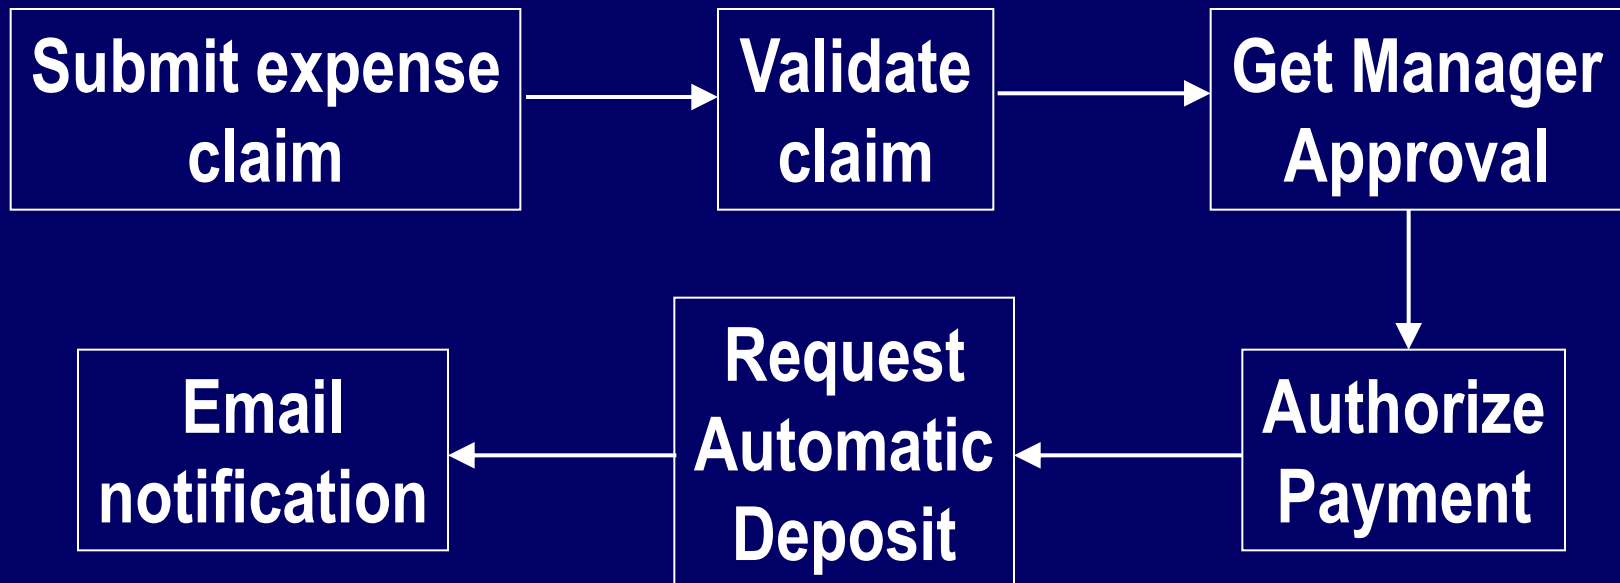 Submit expense
claim
Validate
claim
Get Manager
Approval
Email
notification
Request
Automatic
Deposit
Authorize
Payment